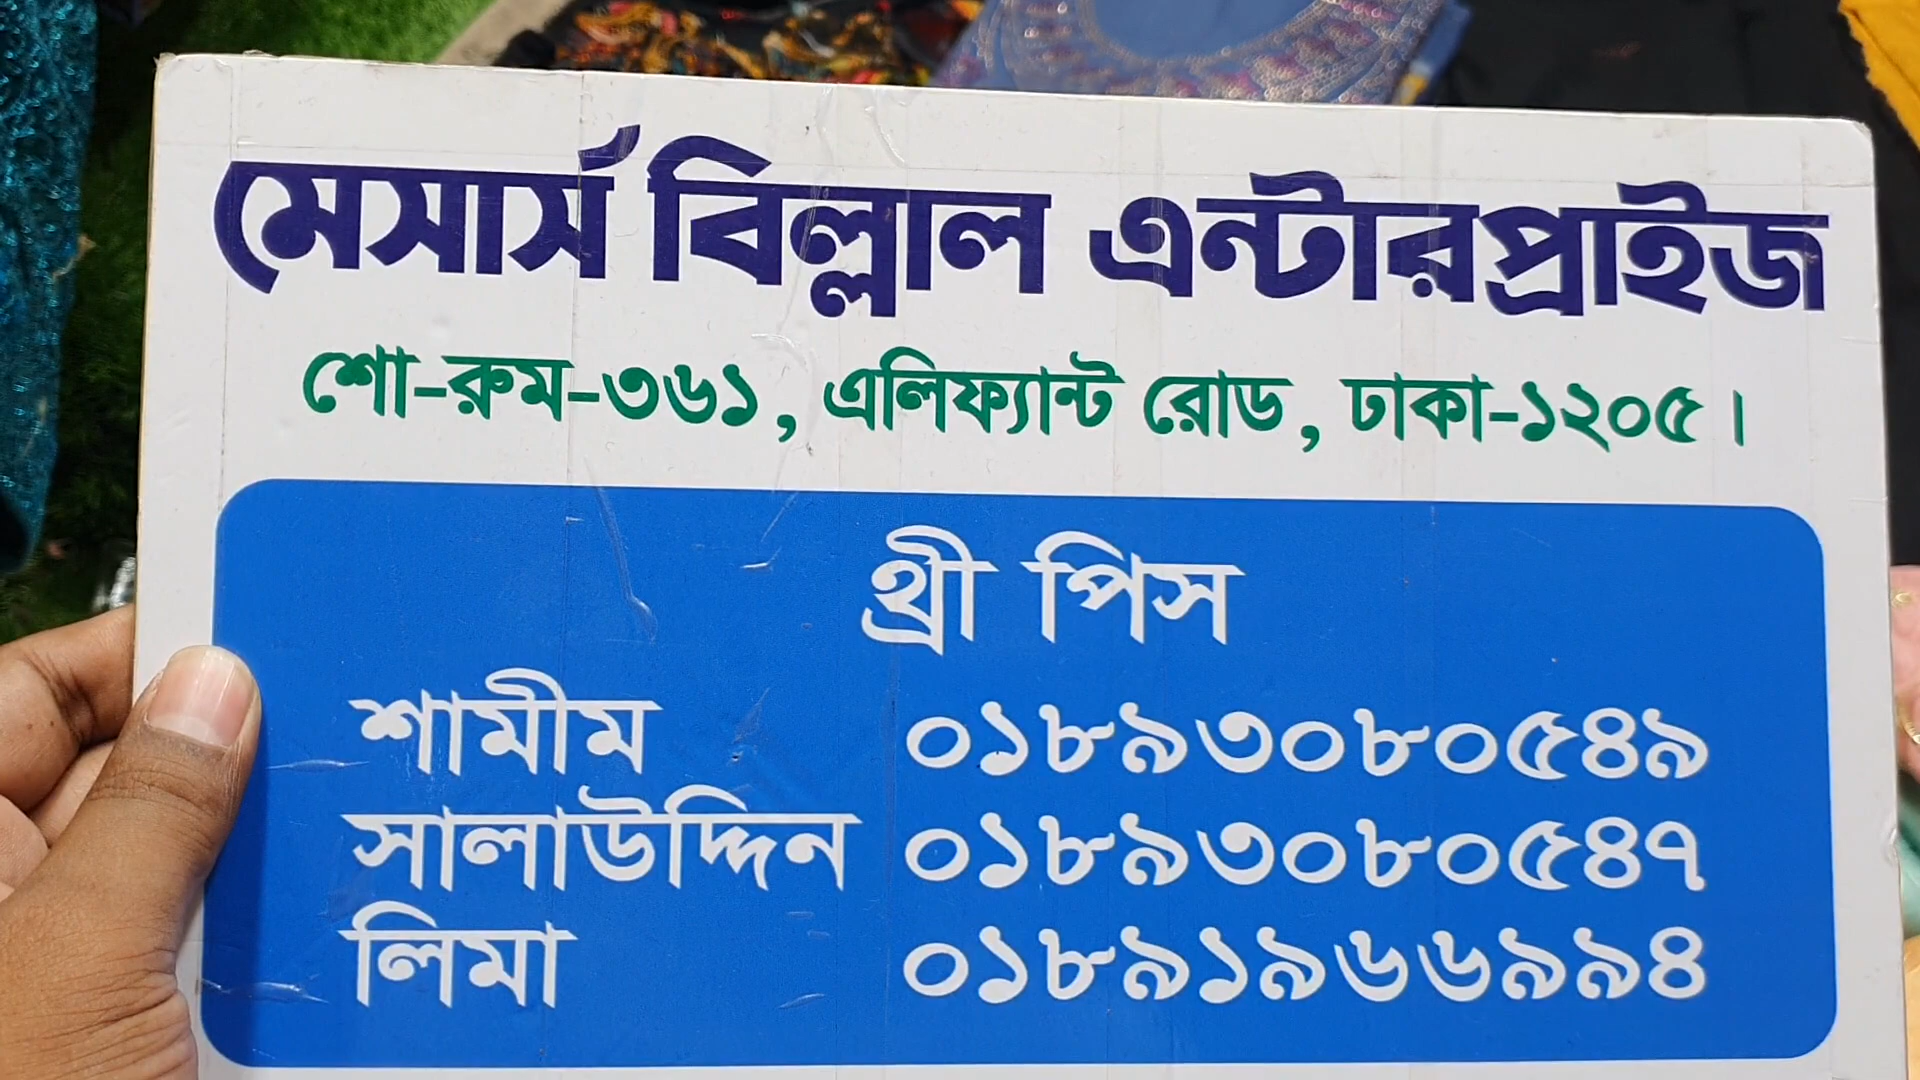 মেসার্স বিল্লাল এন্টারপ্রাইজ
শো-রুম-৩৬১, এলিফ্যান্ট রোড, ঢাকা-১২০৫।
থ্রী পিস
শামীম ০১৮৯৩০৮০৫৪৯
সালাউদ্দিন ০১৮৯৩০৮০৫৪৭
লিমা ০১৮৯১৯৬৬৯৯৪